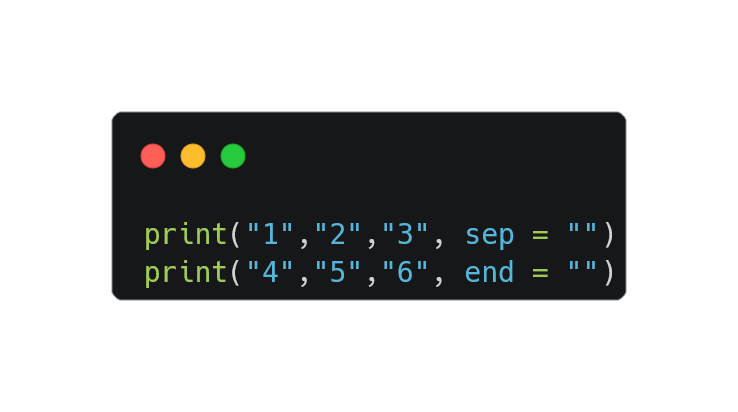 print("1","2","3", sep = "")
print("4","5","6", end = "")